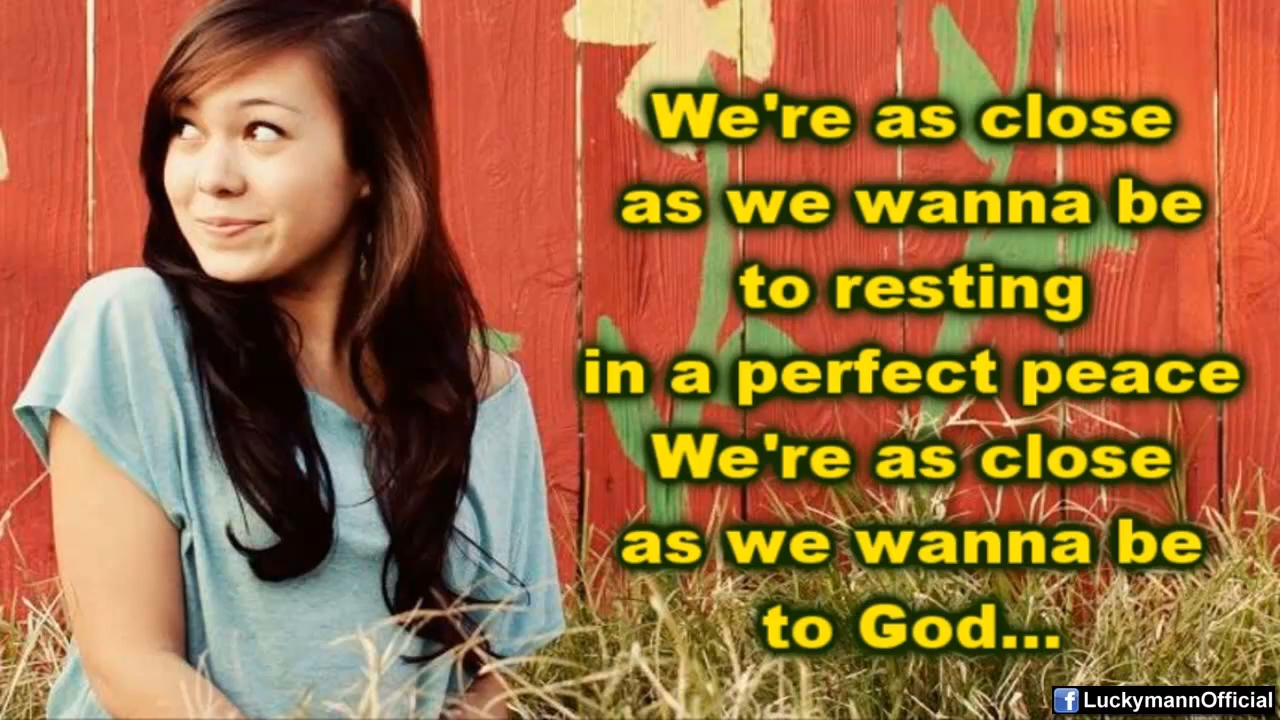 We're as close
as we wanna be
to resting
in a perfect peace
We're as close
as we wanna be
to God...
f LuckymannOfficial